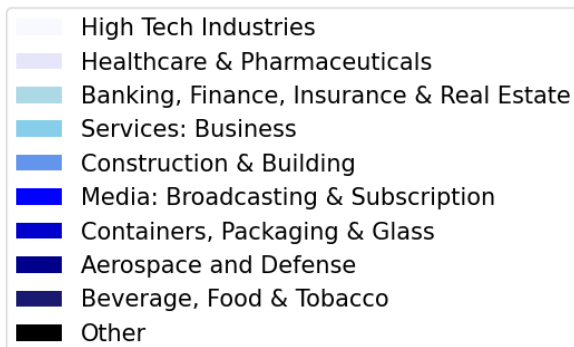 High Tech Industries
Healthcare & Pharmaceuticals
Banking, Finance, Insurance & Real Estate
Services: Business
Construction & Building
Media: Broadcasting & Subscription
Containers, Packaging & Glass
Aerospace and Defense
Beverage, Food & Tobacco
Other